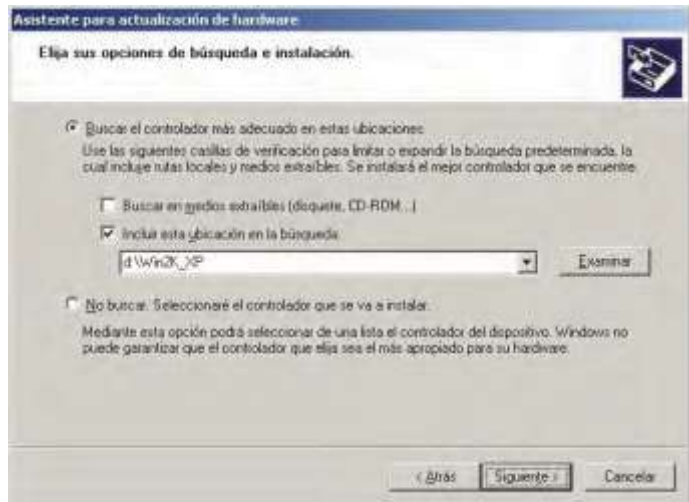 Asistente para actualización de hardware
Elija sus opciones de búsqueda e instalación.
Buscar el controlador más adecuado en estas ubicaciones
Use las siguientes casillas de verificación para limitar o expandir la búsqueda predeterminada, la
cual incluye rutas locales y medios extraíbles. Se instalará el mejor controlador que se encuentre.
Buscar en medios extraíbles (disquete, CD-ROM...)
Incluir esta ubicación en la búsqueda:
d:\Win2K_XP
Examinar
No buscar. Seleccionaré el controlador que se va a instalar.
Mediante esta opción podrá seleccionar de una lista el controlador del dispositivo. Windows no
puede garantizar que el controlador que elija sea el más apropiado para su hardware.
< Atrás Siguiente > Cancelar